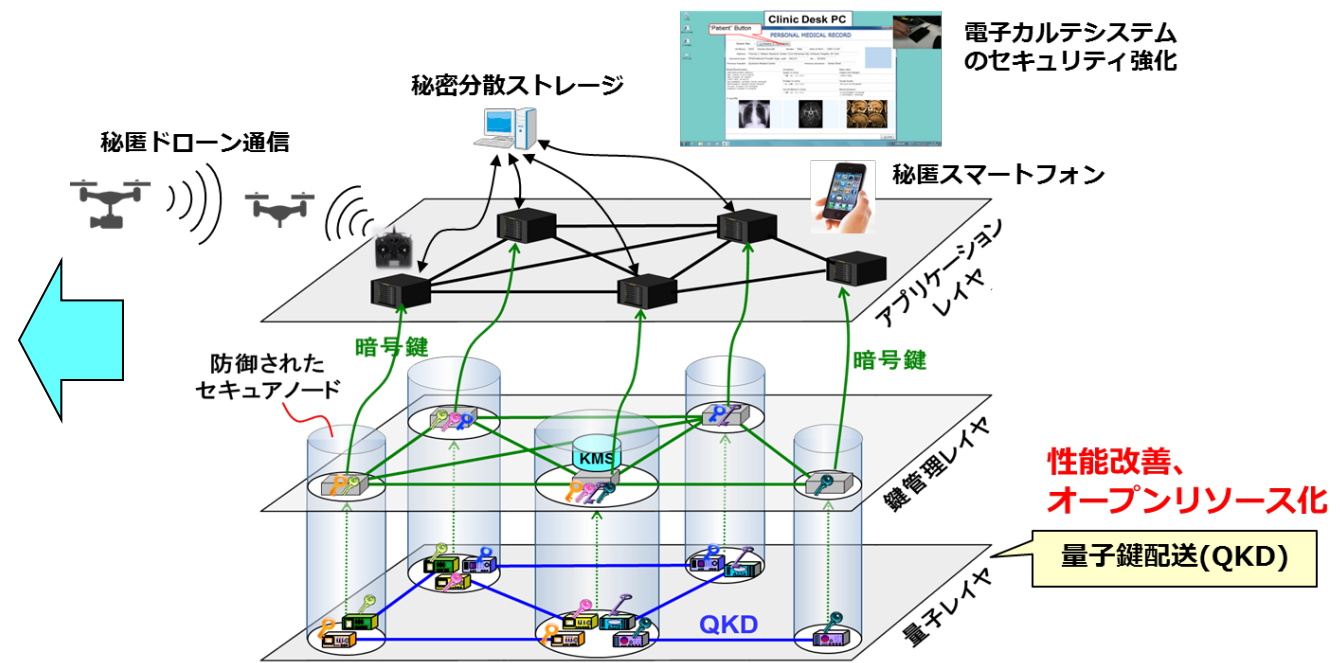 Clinic Desk PC
"Patient" Button
PERSONAL MEDICAL RECORD
電子カルテシステム
のセキュリティ強化
秘密分散ストレージ
秘匿ドローン通信
秘匿スマートフォン
アプリケーション
レイヤ
暗号鍵
暗号鍵
防御された
セキュアノード
KMS
鍵管理レイヤ
性能改善、
オープンリソース化
量子鍵配送(QKD)
QKD
量子レイヤ